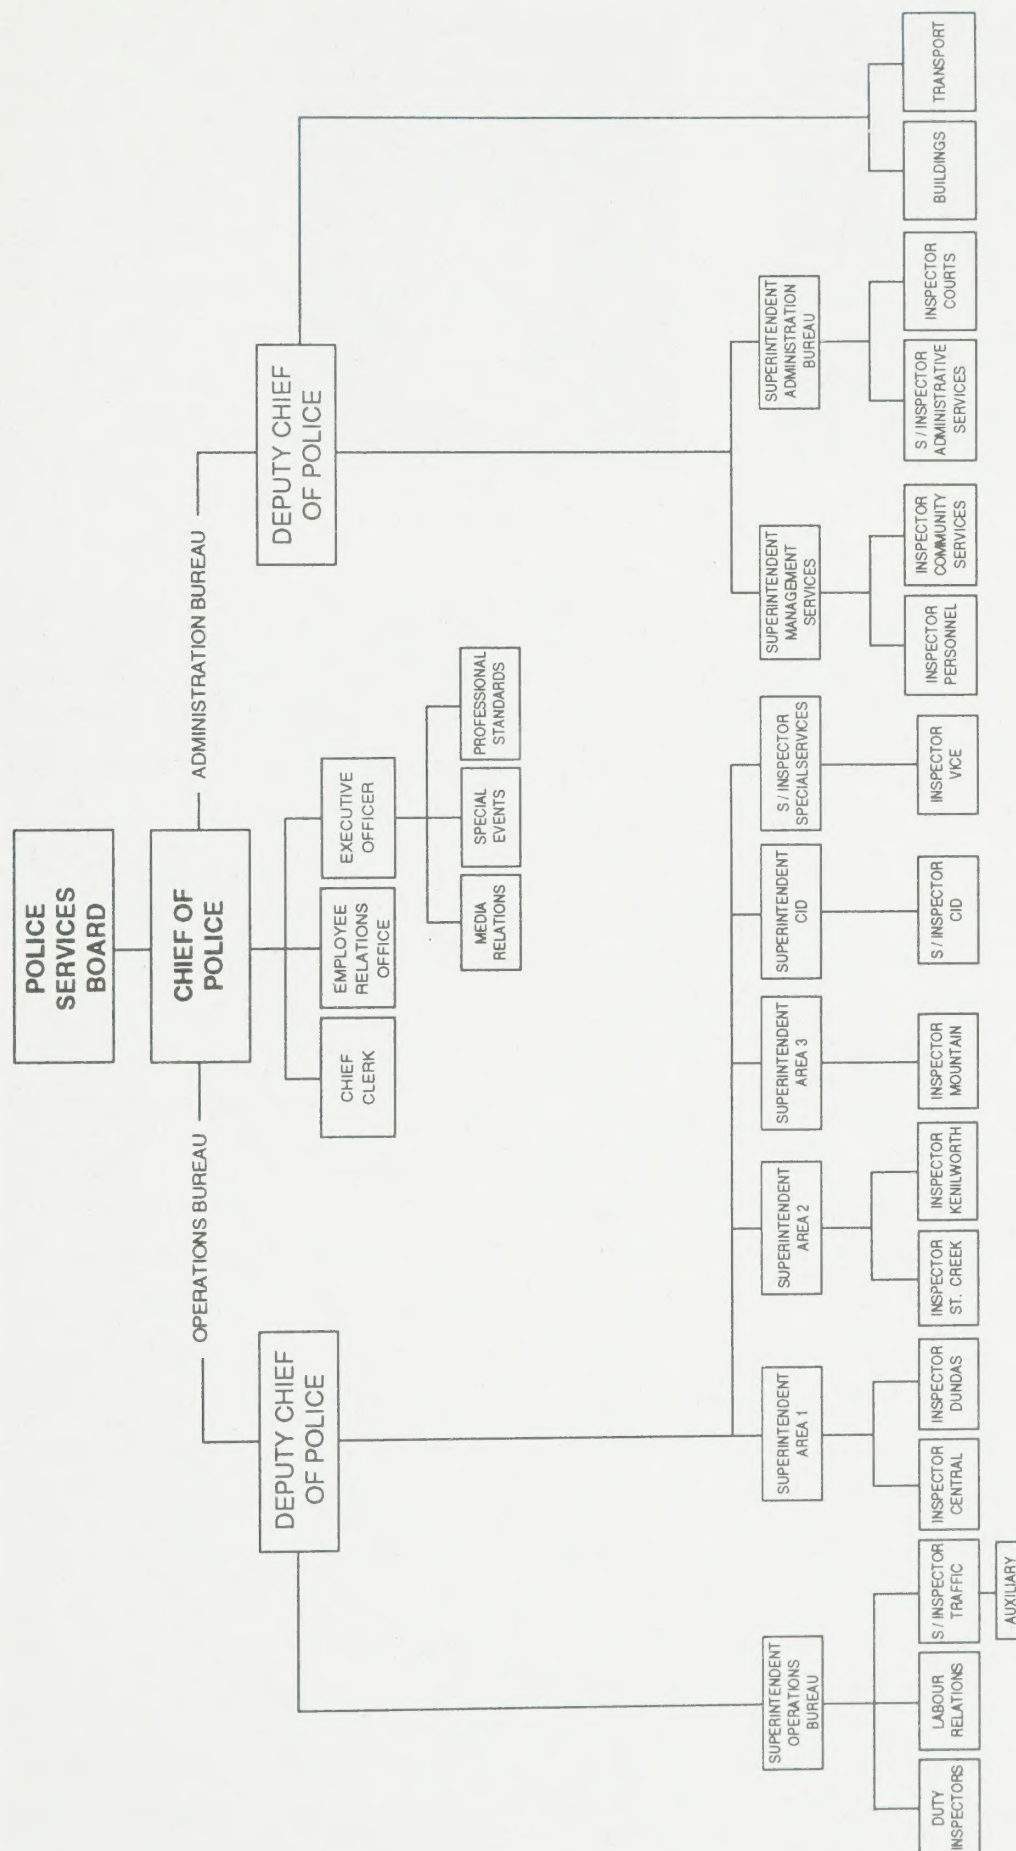 POLICE
SERVICES
BOARD
CHIEF OF
POLICE
OPERATIONS BUREAU
ADMINISTRATION BUREAU
DEPUTY CHIEF
OF POLICE
DEPUTY CHIEF
OF POLICE
CHIEF
CLERK
EMPLOYEE
RELATIONS
OFFICE
EXECUTIVE
OFFICER
MEDIA
RELATIONS
SPECIAL
EVENTS
PROFESSIONAL
STANDARDS
SUPERINTENDENT
OPERATIONS
BUREAU
SUPERINTENDENT
AREA 1
SUPERINTENDENT
AREA 2
SUPERINTENDENT
AREA 3
SUPERINTENDENT
CID
S / INSPECTOR
SPECIALSERVICES
SUPERINTENDENT
MANAGEMENT
SERVICES
SUPERINTENDENT
ADMINISTRATION
BUREAU
DUTY
INSPECTORS
LABOUR
RELATIONS
S / INSPECTOR
TRAFFIC
INSPECTOR
CENTRAL
INSPECTOR
DUNDAS
INSPECTOR
ST. CREEK
INSPECTOR
KENILWORTH
INSPECTOR
MOUNTAIN
S / INSPECTOR
CID
INSPECTOR
VICE
INSPECTOR
PERSONNEL
INSPECTOR
COMMUNITY
SERVICES
S / INSPECTOR
ADMINISTRATIVE
SERVICES
INSPECTOR
COURTS
BUILDINGS
TRANSPORT
AUXILIARY